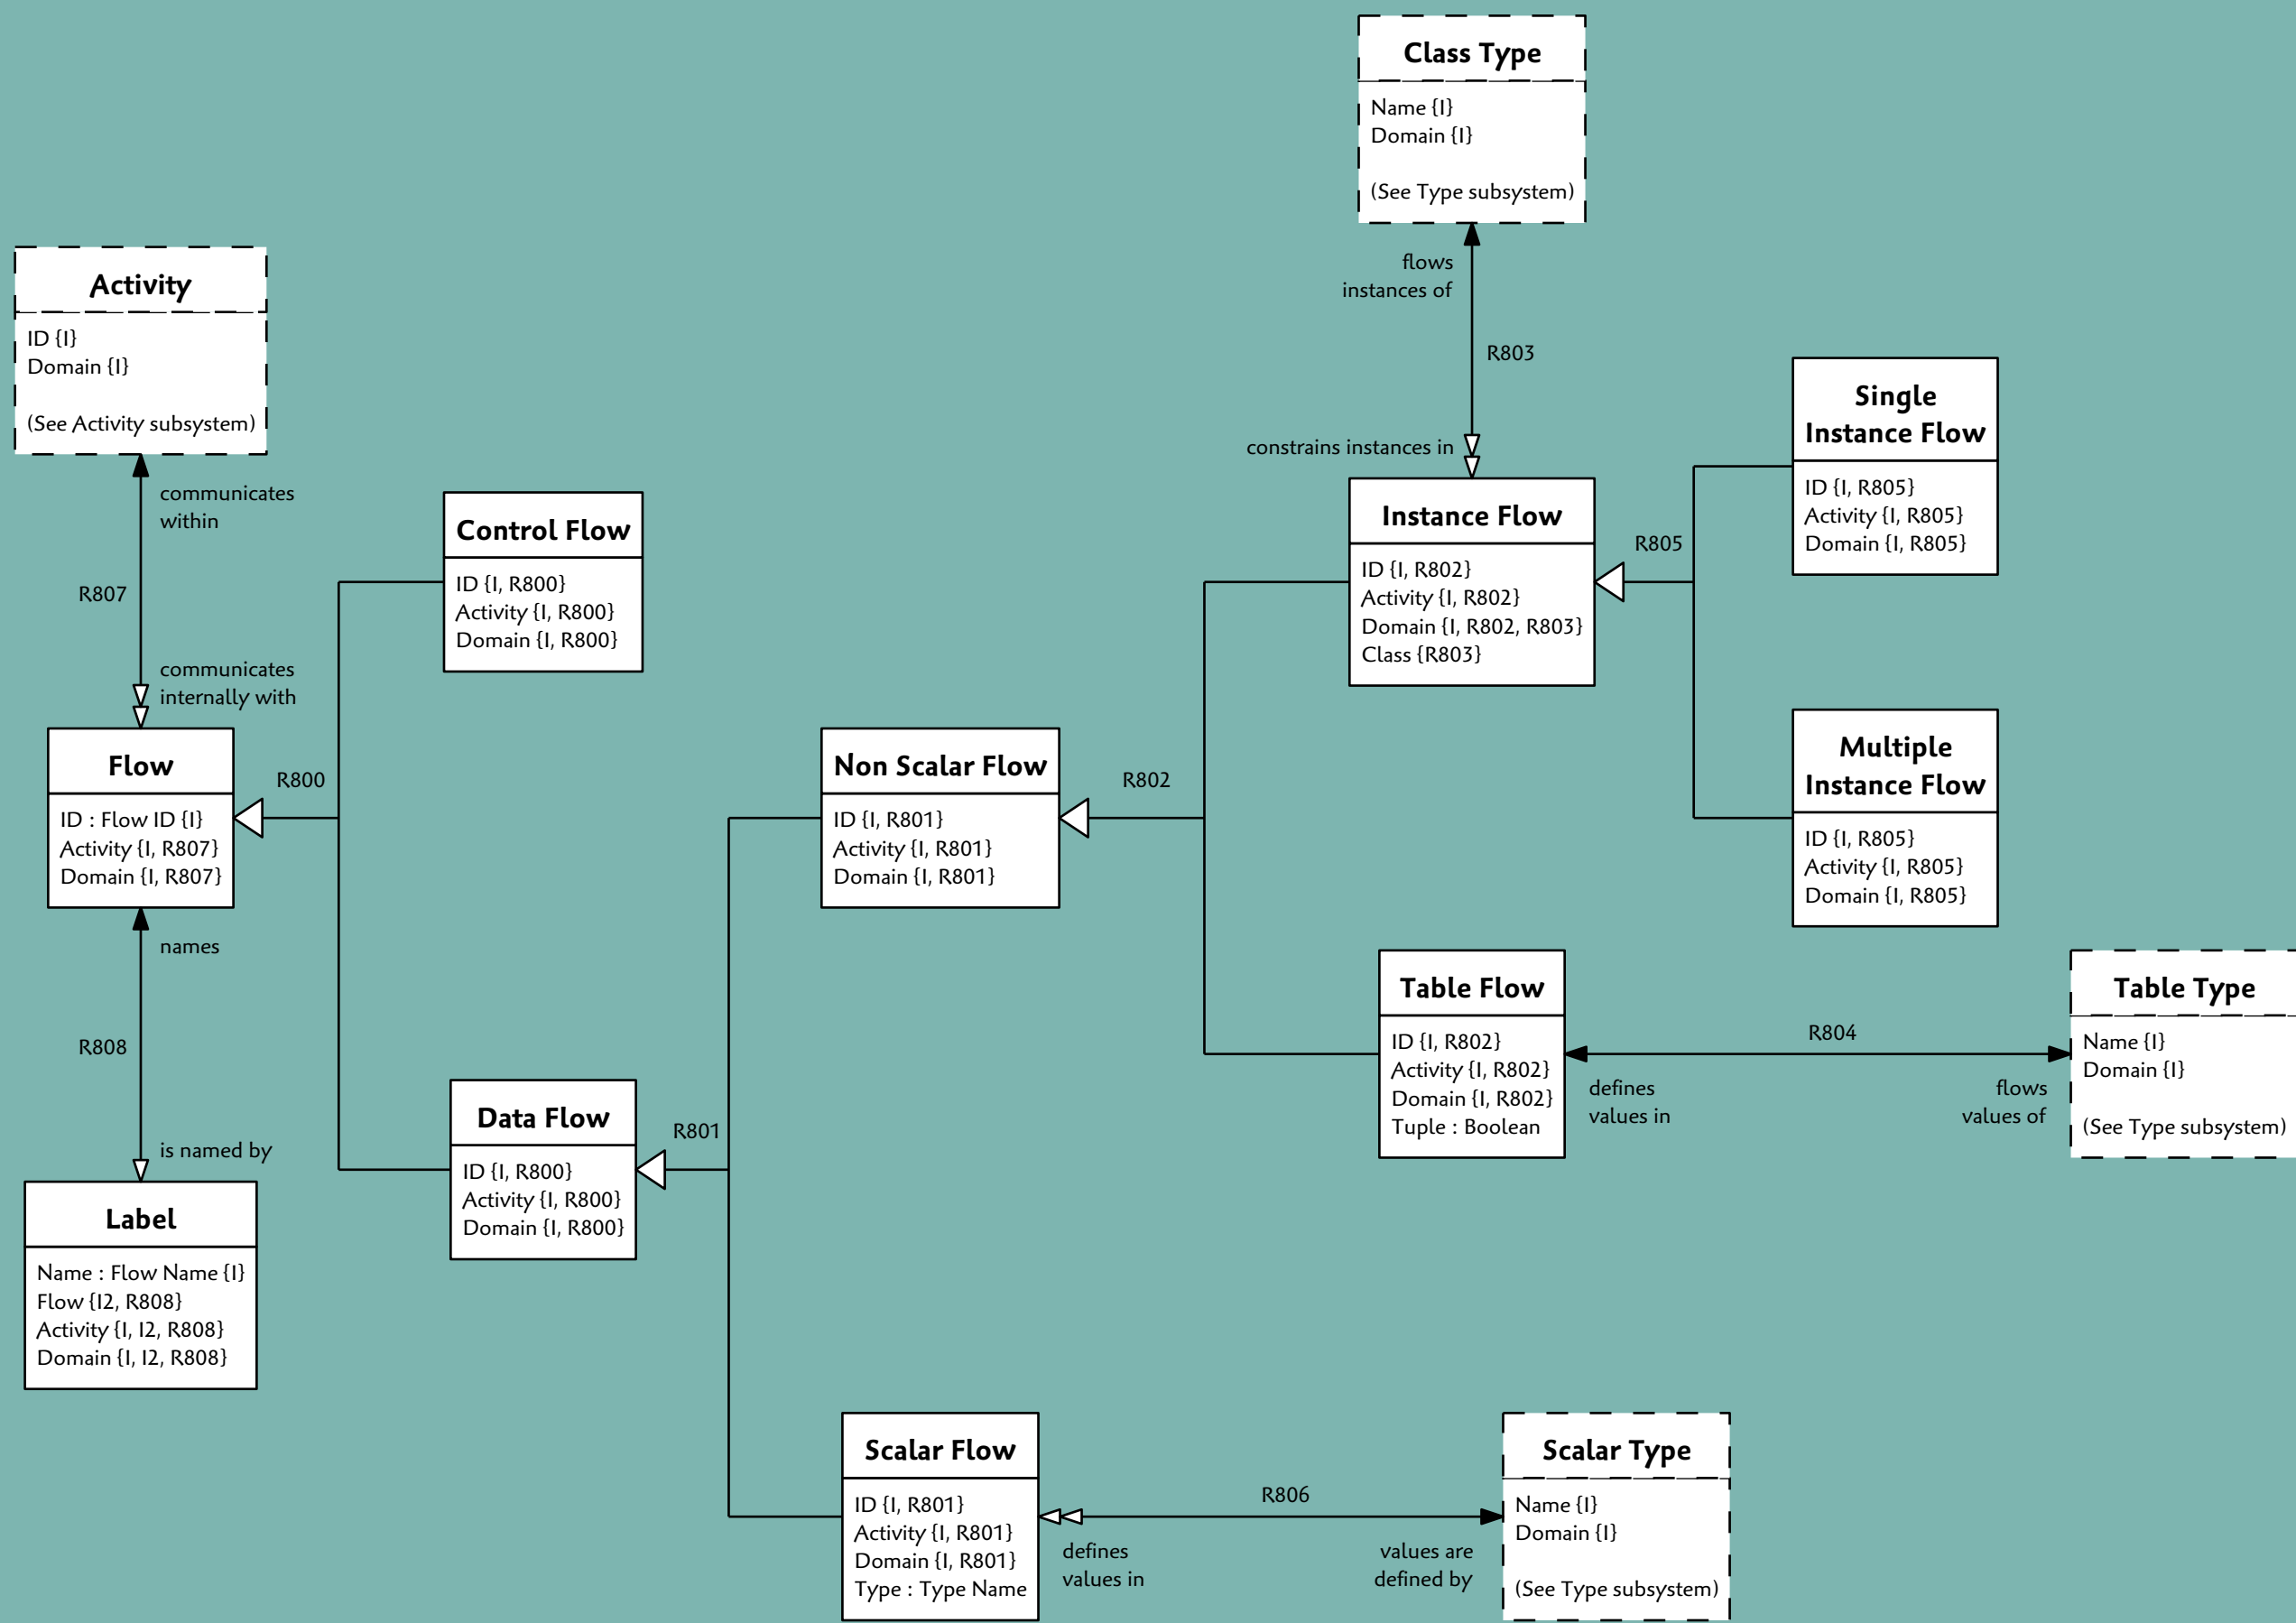 Class Type
Name {I}
Domain {I}
(See Type subsystem)
flows
instances of
R803
constrains instances in
Activity
ID {I}
Domain {I}
(See Activity subsystem)
communicates
within
R807
communicates
internally with
Control Flow
ID {I, R800}
Activity {I, R800}
Domain {I, R800}
Instance Flow
ID {I, R802}
Activity {I, R802}
Domain {I, R802, R803}
Class {R803}
R805
Single
Instance Flow
ID {I, R805}
Activity {I, R805}
Domain {I, R805}
Multiple
Instance Flow
ID {I, R805}
Activity {I, R805}
Domain {I, R805}
Flow
ID : Flow ID {I}
Activity {I, R807}
Domain {I, R807}
R800
Non Scalar Flow
ID {I, R801}
Activity {I, R801}
Domain {I, R801}
R802
names
R808
is named by
Label
Name : Flow Name {I}
Flow {I2, R808}
Activity {I, I2, R808}
Domain {I, I2, R808}
Data Flow
ID {I, R800}
Activity {I, R800}
Domain {I, R800}
R801
Table Flow
ID {I, R802}
Activity {I, R802}
Domain {I, R802}
Tuple : Boolean
R804
defines
values in
flows
values of
Table Type
Name {I}
Domain {I}
(See Type subsystem)
Scalar Flow
ID {I, R801}
Activity {I, R801}
Domain {I, R801}
Type : Type Name
R806
defines
values in
values are
defined by
Scalar Type
Name {I}
Domain {I}
(See Type subsystem)